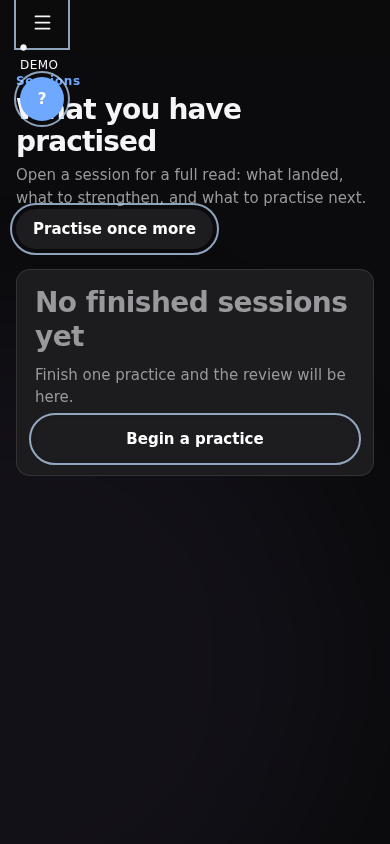 DEMO
Sessions
?
What you have
practised
Open a session for a full read: what landed,
what to strengthen, and what to practise next.
Practise once more
No finished sessions
yet
Finish one practice and the review will be
here.
Begin a practice